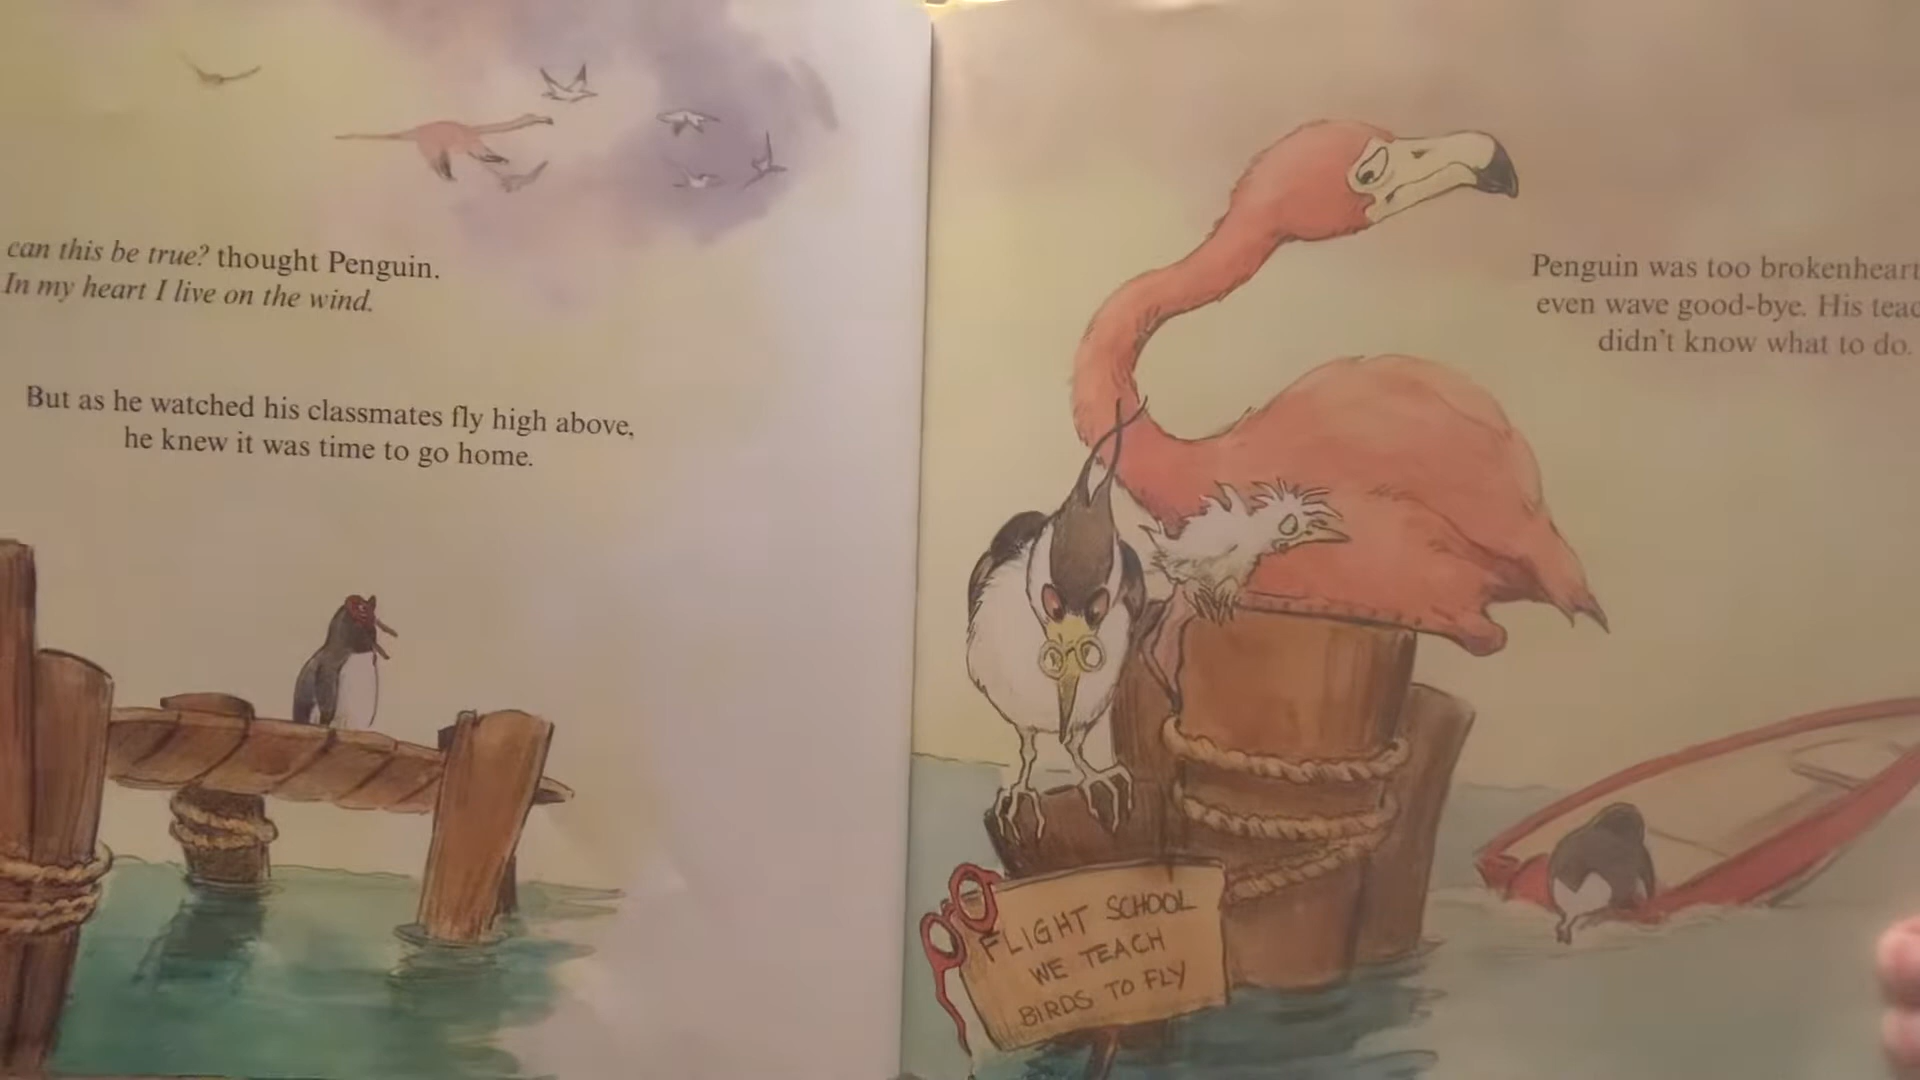 can this be true? thought Penguin.
In my heart I live on the wind.
But as he watched his classmates fly high above,
he knew it was time to go home.
Penguin was too brokenheart
even wave good-bye. His teac
didn't know what to do.
FLIGHT SCHOOL
WE TEACH
BIRDS TO FLY